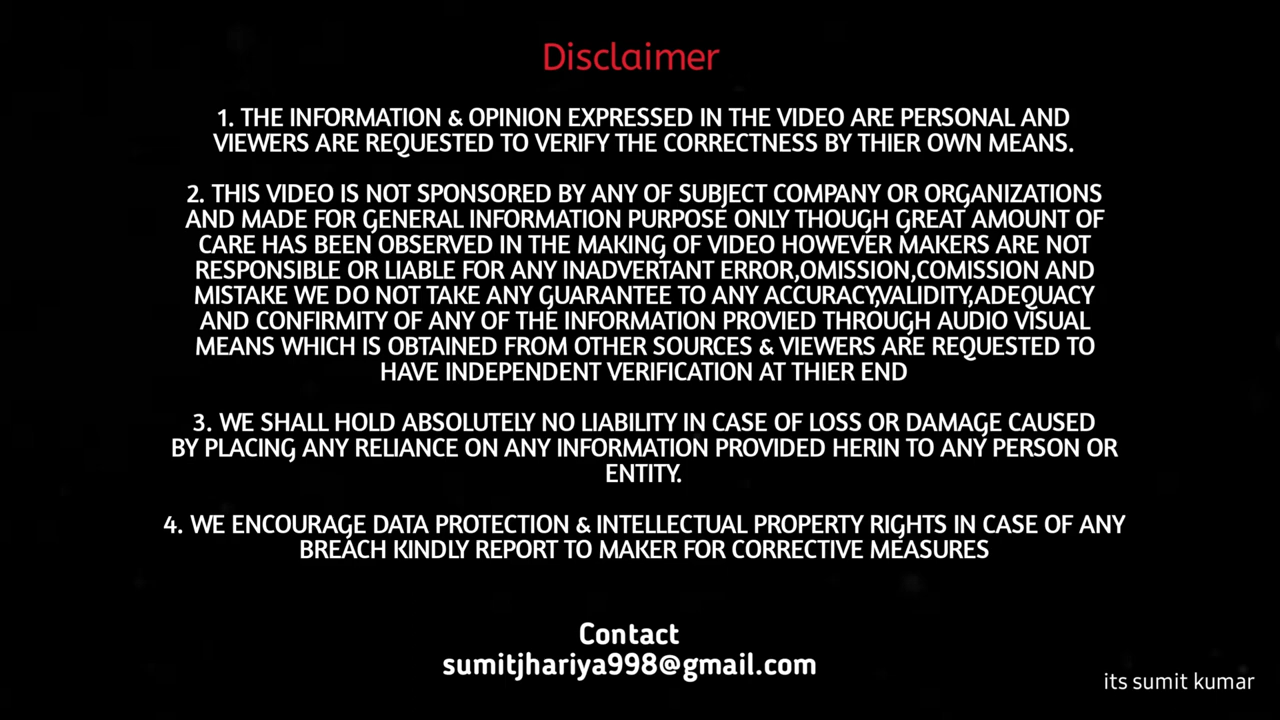 Disclaimer
1. THE INFORMATION & OPINION EXPRESSED IN THE VIDEO ARE PERSONAL AND
VIEWERS ARE REQUESTED TO VERIFY THE CORRECTNESS BY THIER OWN MEANS.
2. THIS VIDEO IS NOT SPONSORED BY ANY OF SUBJECT COMPANY OR ORGANIZATIONS
AND MADE FOR GENERAL INFORMATION PURPOSE ONLY THOUGH GREAT AMOUNT OF
CARE HAS BEEN OBSERVED IN THE MAKING OF VIDEO HOWEVER MAKERS ARE NOT
RESPONSIBLE OR LIABLE FOR ANY INADVERTANT ERROR,OMISSION,COMISSION AND
MISTAKE WE DO NOT TAKE ANY GUARANTEE TO ANY ACCURACY,VALIDITY,ADEQUACY
AND CONFIRMITY OF ANY OF THE INFORMATION PROVIED THROUGH AUDIO VISUAL
MEANS WHICH IS OBTAINED FROM OTHER SOURCES & VIEWERS ARE REQUESTED TO
HAVE INDEPENDENT VERIFICATION AT THIER END
3. WE SHALL HOLD ABSOLUTELY NO LIABILITY IN CASE OF LOSS OR DAMAGE CAUSED
BY PLACING ANY RELIANCE ON ANY INFORMATION PROVIDED HERIN TO ANY PERSON OR
ENTITY.
4. WE ENCOURAGE DATA PROTECTION & INTELLECTUAL PROPERTY RIGHTS IN CASE OF ANY
BREACH KINDLY REPORT TO MAKER FOR CORRECTIVE MEASURES
Contact
sumitjhariya998@gmail.com
its sumit kumar